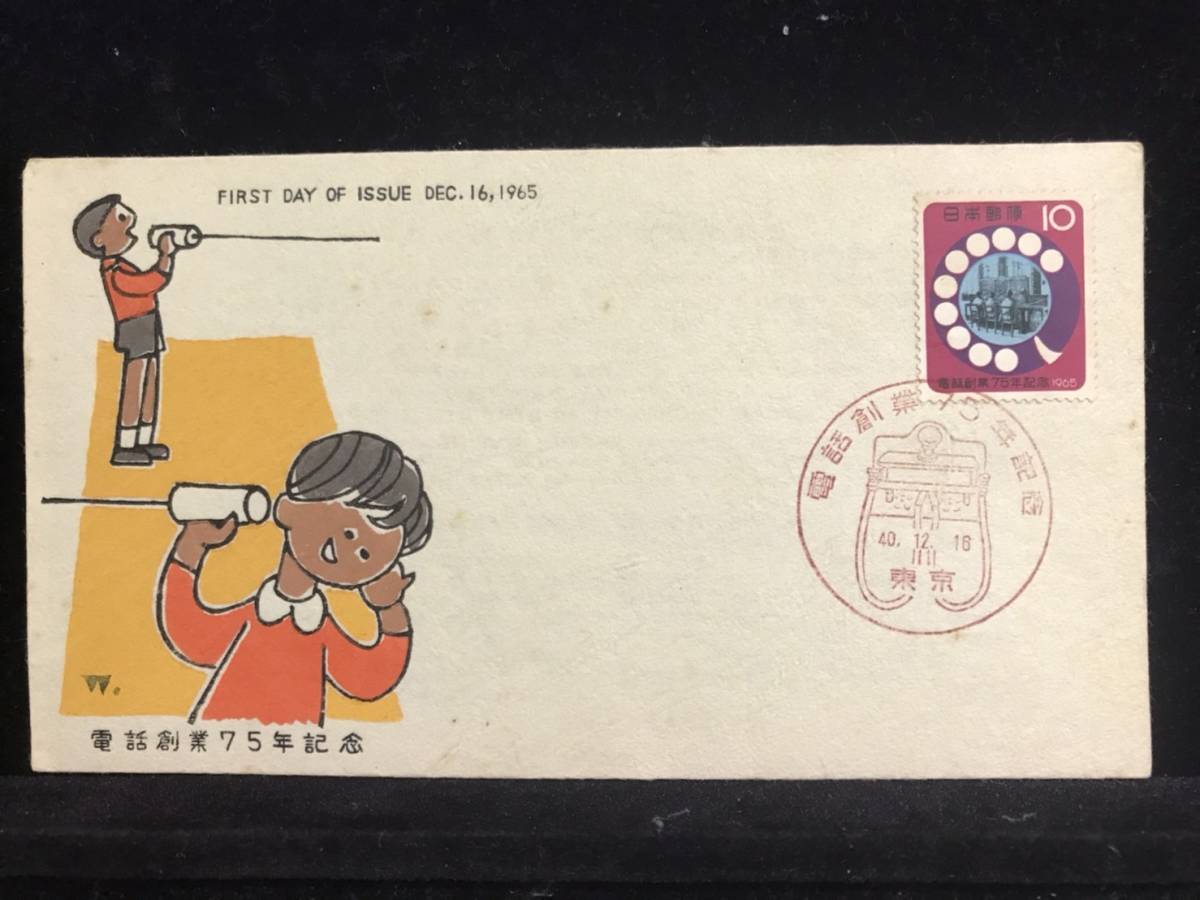 FIRST DAY OF ISSUE DEC. 16, 1965
日本郵便 10
電話創業75年記念 1965
電話創業75年記念
40. 12. 16
東京
W.
電話創業75年記念